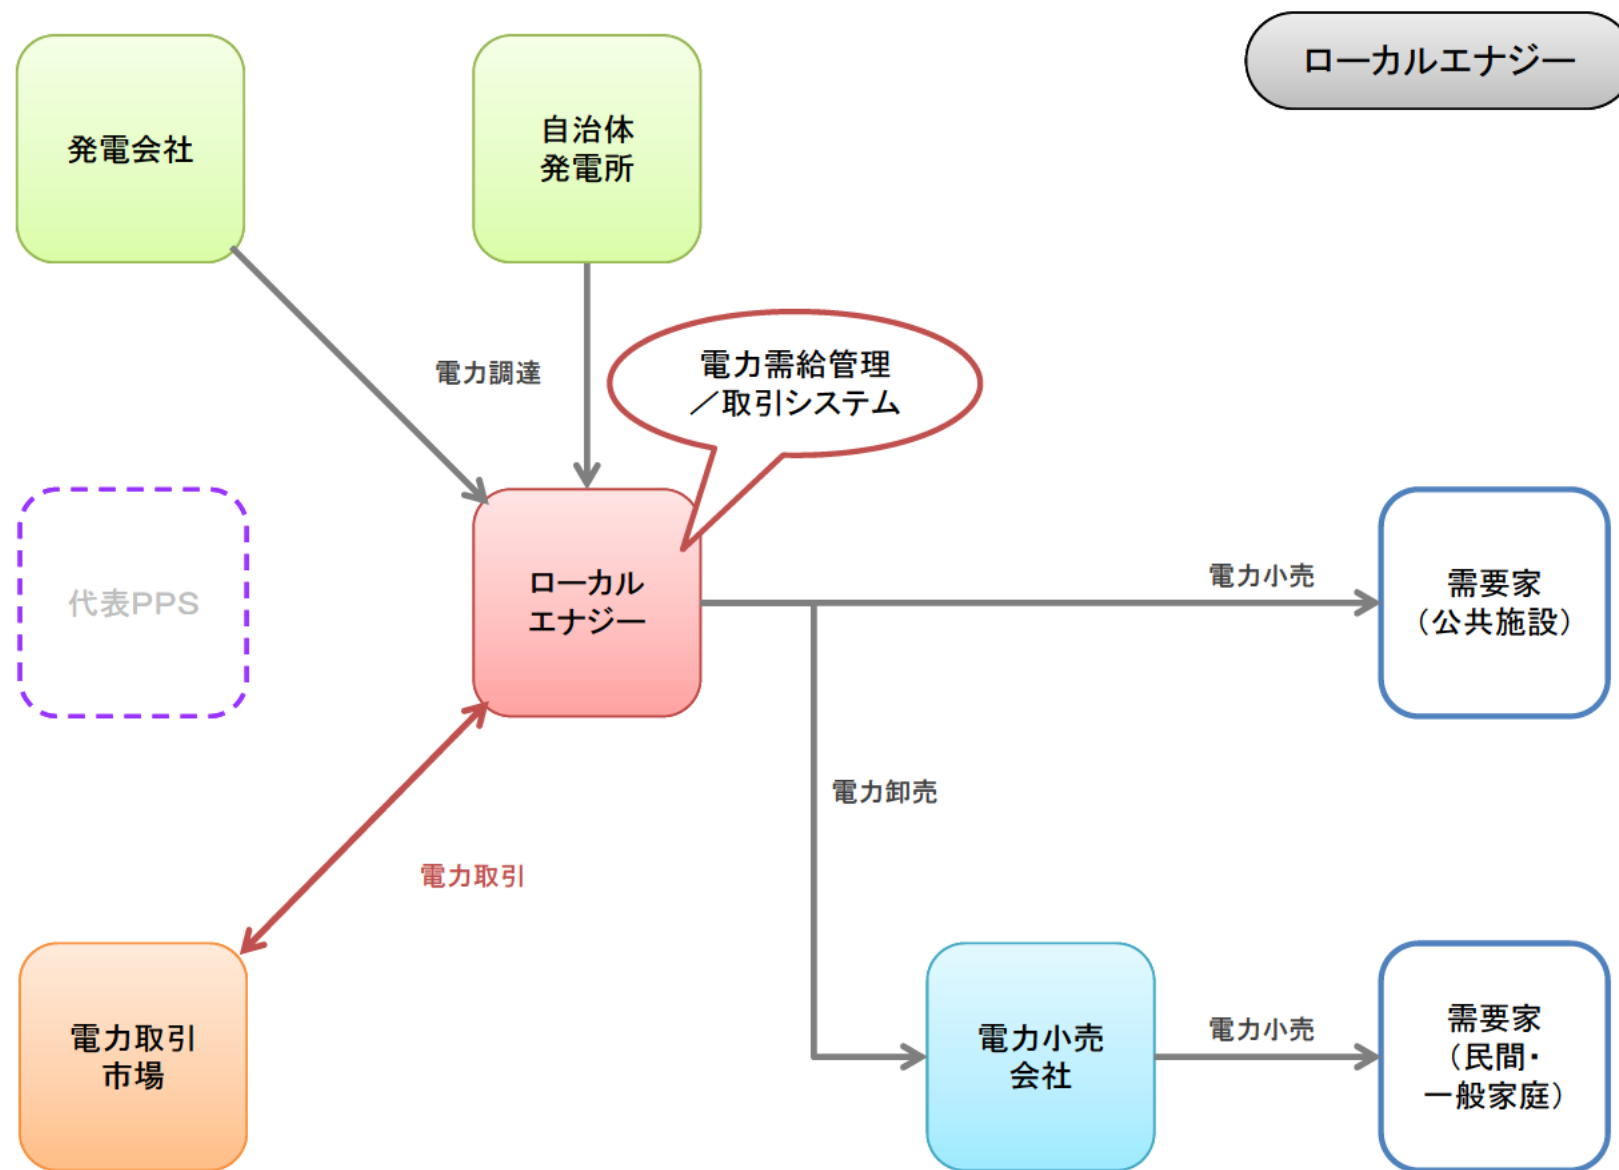 ローカルエナジー
発電会社
自治体
発電所
電力調達
電力需給管理
／取引システム
代表PPS
ローカル
エナジー
電力小売
需要家
（公共施設）
電力卸売
電力取引
電力取引
市場
電力小売
会社
電力小売
需要家
（民間・
一般家庭）